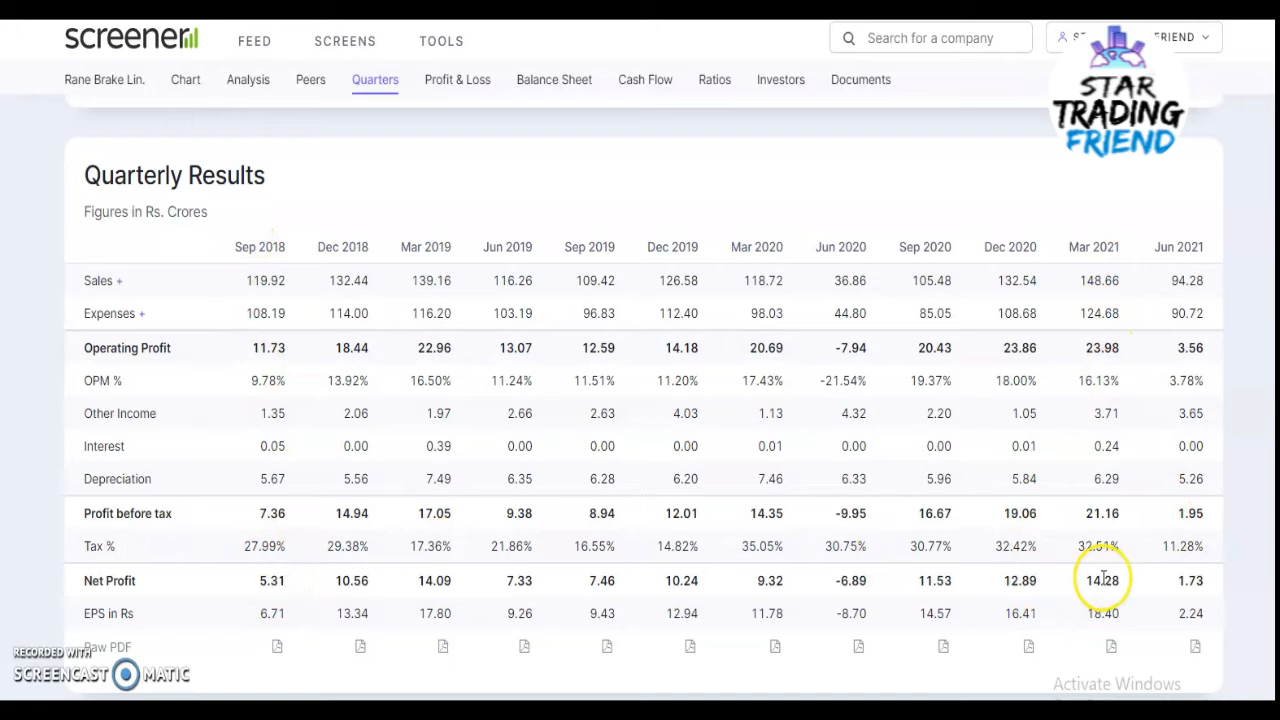 screener FEED SCREENS TOOLS Search for a company FRIEND
Rane Brake Lin. Chart Analysis Peers Quarters Profit & Loss Balance Sheet Cash Flow Ratios Investors Documents
STAR
TRADING
FRIEND
Quarterly Results
Figures in Rs. Crores
Sep 2018 Dec 2018 Mar 2019 Jun 2019 Sep 2019 Dec 2019 Mar 2020 Jun 2020 Sep 2020 Dec 2020 Mar 2021 Jun 2021
Sales + 119.92 132.44 139.16 116.26 109.42 126.58 118.72 36.86 105.48 132.54 148.66 94.28
Expenses + 108.19 114.00 116.20 103.19 96.83 112.40 98.03 44.80 85.05 108.68 124.68 90.72
Operating Profit 11.73 18.44 22.96 13.07 12.59 14.18 20.69 -7.94 20.43 23.86 23.98 3.56
OPM % 9.78% 13.92% 16.50% 11.24% 11.51% 11.20% 17.43% -21.54% 19.37% 18.00% 16.13% 3.78%
Other Income 1.35 2.06 1.97 2.66 2.63 4.03 1.13 4.32 2.20 1.05 3.71 3.65
Interest 0.05 0.00 0.39 0.00 0.00 0.00 0.01 0.00 0.00 0.01 0.24 0.00
Depreciation 5.67 5.56 7.49 6.35 6.28 6.20 7.46 6.33 5.96 5.84 6.29 5.26
Profit before tax 7.36 14.94 17.05 9.38 8.94 12.01 14.35 -9.95 16.67 19.06 21.16 1.95
Tax % 27.99% 29.38% 17.36% 21.86% 16.55% 14.82% 35.05% 30.75% 30.77% 32.42% 32.51% 11.28%
Net Profit 5.31 10.56 14.09 7.33 7.46 10.24 9.32 -6.89 11.53 12.89 14.28 1.73
EPS in Rs 6.71 13.34 17.80 9.26 9.43 12.94 11.78 -8.70 14.57 16.41 18.40 2.24
Raw PDF
RECORDED WITH
SCREENCAST MATIC
Activate Windows